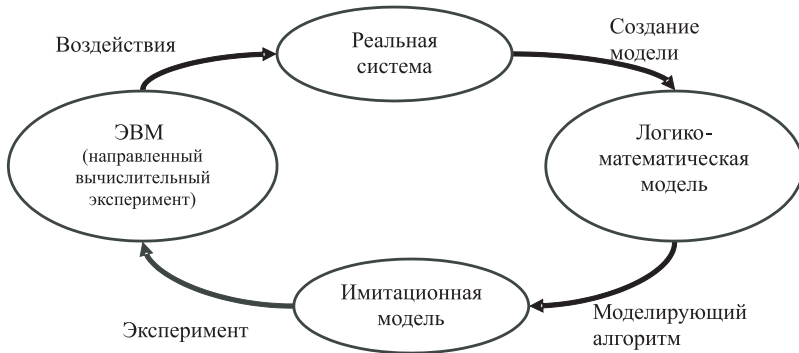 Воздействия
Реальная
система
Создание
модели
ЭВМ
(направленный
вычислительный
эксперимент)
Логико-
математическая
модель
Имитационная
модель
Эксперимент
Моделирующий
алгоритм